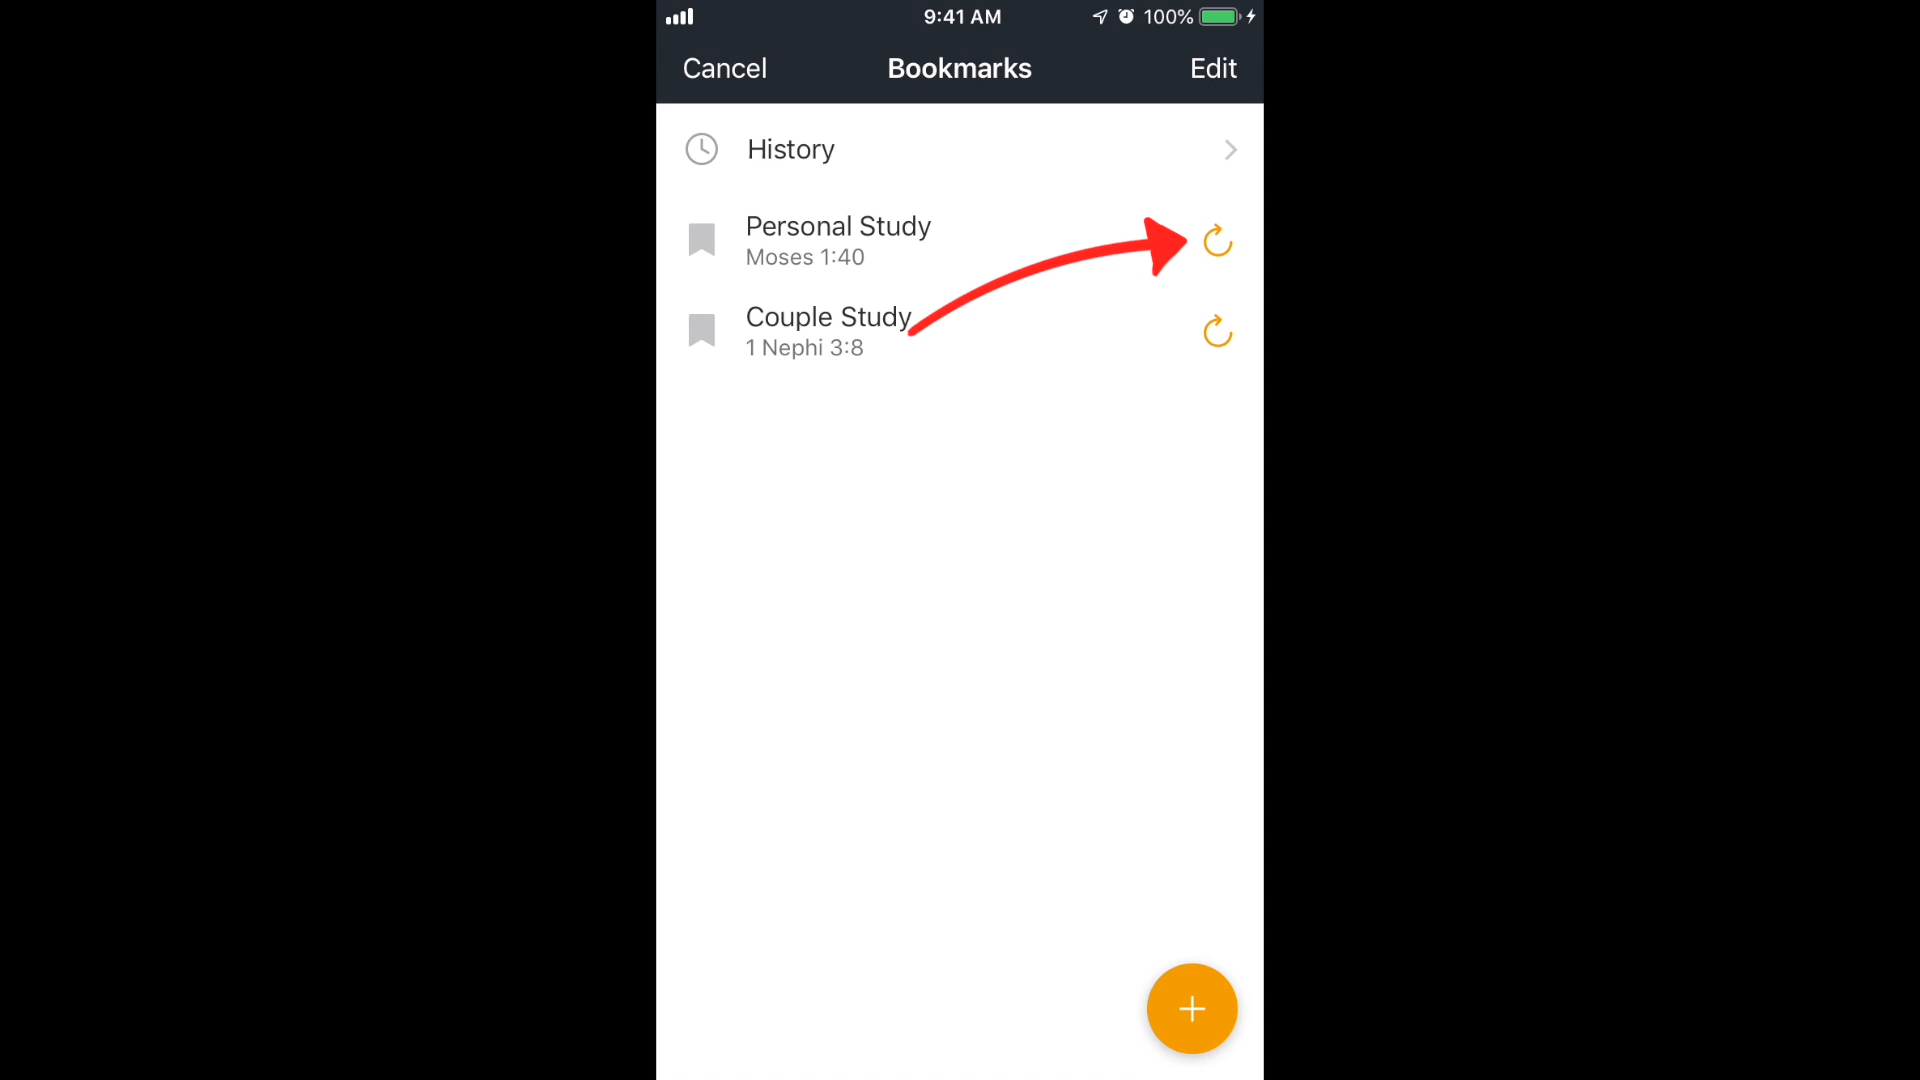 9:41 AM 100%
Cancel Bookmarks Edit
History
Personal Study
Moses 1:40
Couple Study
1 Nephi 3:8